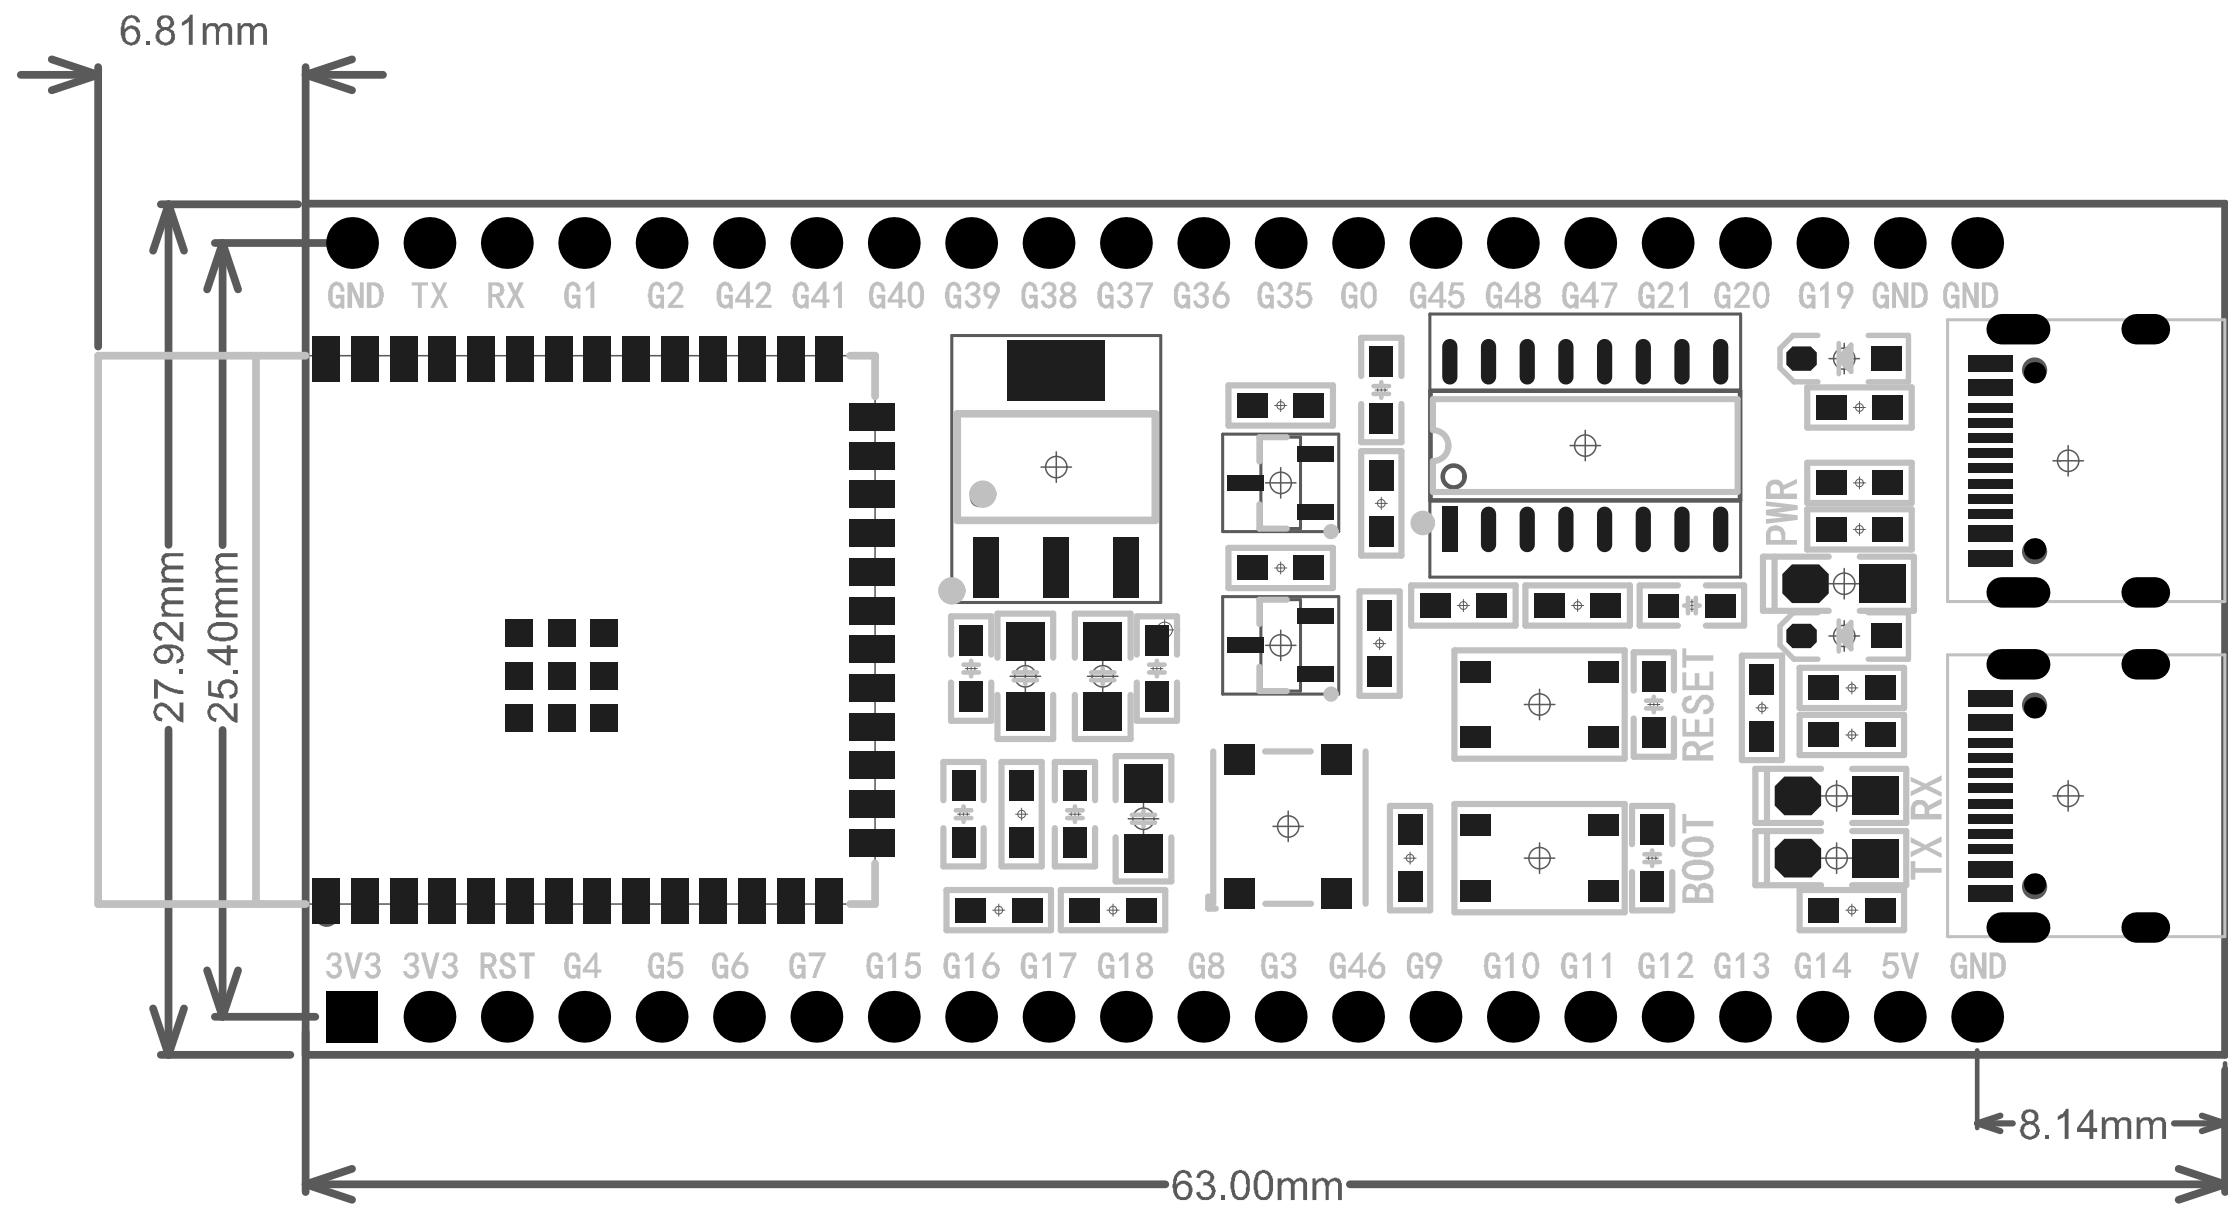 6.81mm
GND TX RX G1 G2 G42 G41 G40 G39 G38 G37 G36 G35 G0 G45 G48 G47 G21 G20 G19 GND GND
PWR
27.92mm
25.40mm
RESET
BOOT
RX
TX
3V3 3V3 RST G4 G5 G6 G7 G15 G16 G17 G18 G8 G3 G46 G9 G10 G11 G12 G13 G14 5V GND
8.14mm
63.00mm